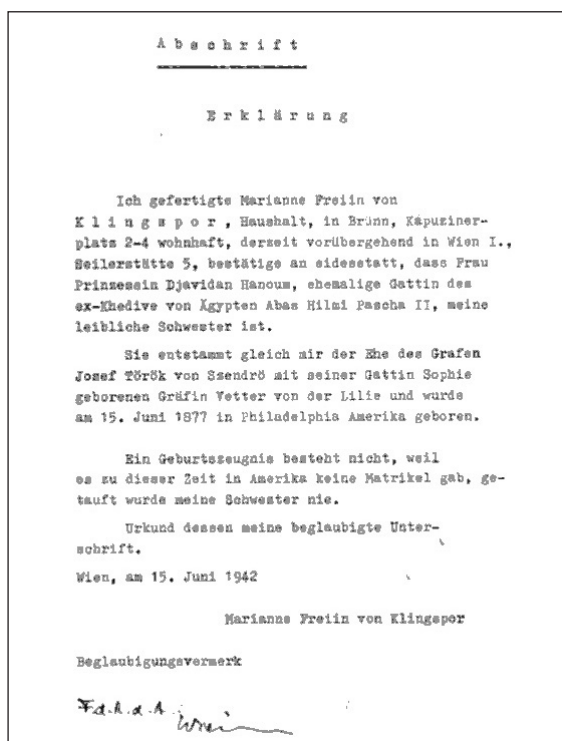 A b s c h r i f t
E r k l ä r u n g
Ich gefertigte Marianne Freiin von
K l i n g s p o r , Haushalt, in Brünn, Kapuziner-
platz 2-4 wohnhaft, derzeit vorübergehend in Wien I.,
Seilerstätte 5, bestätige an eidesstatt, dass Frau
Prinzessin Djavidan Hanoum, ehemalige Gattin des
ex-Khedive von Ägypten Abas Hilmi Pascha II, meine
leibliche Schwester ist.
Sie entstammt gleich mir der Ehe des Grafen
Josef Török von Szendrö mit seiner Gattin Sophie
geborenen Gräfin Vetter von der Lilie und wurde
am 15. Juni 1877 in Philadelphia Amerika geboren.
Ein Geburtszeugnis besteht nicht, weil
es zu dieser Zeit in Amerika keine Matrikel gab, ge-
tauft wurde meine Schwester nie.
Urkund dessen meine beglaubigte Unter-
schrift.
Wien, am 15. Juni 1942
Marianne Freiin von Klingspor
Beglaubigungsvermerk
F.d.R.d.A.